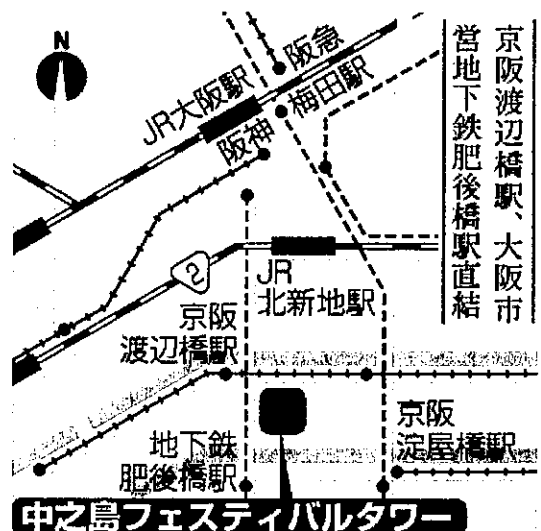 京阪渡辺橋駅、大阪市
営地下鉄肥後橋駅直結
N
阪急
梅田駅
JR大阪駅
阪神
2
JR
北新地駅
京阪
渡辺橋駅
京阪
淀屋橋駅
地下鉄
肥後橋駅
中之島フェスティバルタワー